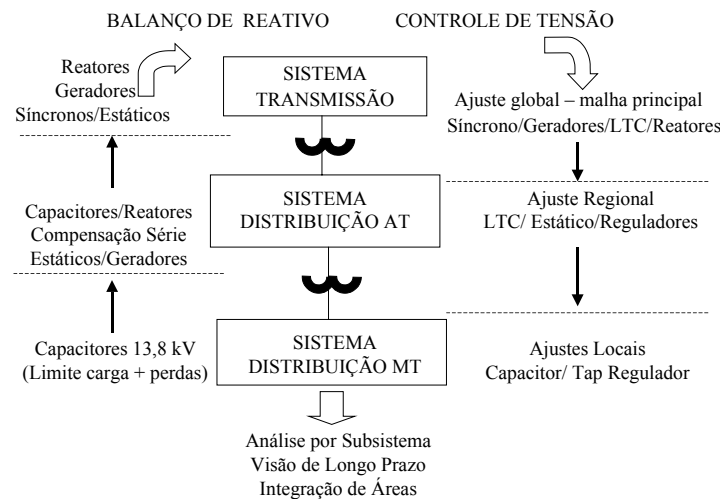 BALANÇO DE REATIVO
CONTROLE DE TENSÃO
Reatores
Geradores
Síncronos/Estáticos
SISTEMA
TRANSMISSÃO
Ajuste global – malha principal
Síncrono/Geradores/LTC/Reatores
Capacitores/Reatores
Compensação Série
Estáticos/Geradores
SISTEMA
DISTRIBUIÇÃO AT
Ajuste Regional
LTC/ Estático/Reguladores
Capacitores 13,8 kV
(Limite carga + perdas)
SISTEMA
DISTRIBUIÇÃO MT
Ajustes Locais
Capacitor/ Tap Regulador
Análise por Subsistema
Visão de Longo Prazo
Integração de Áreas